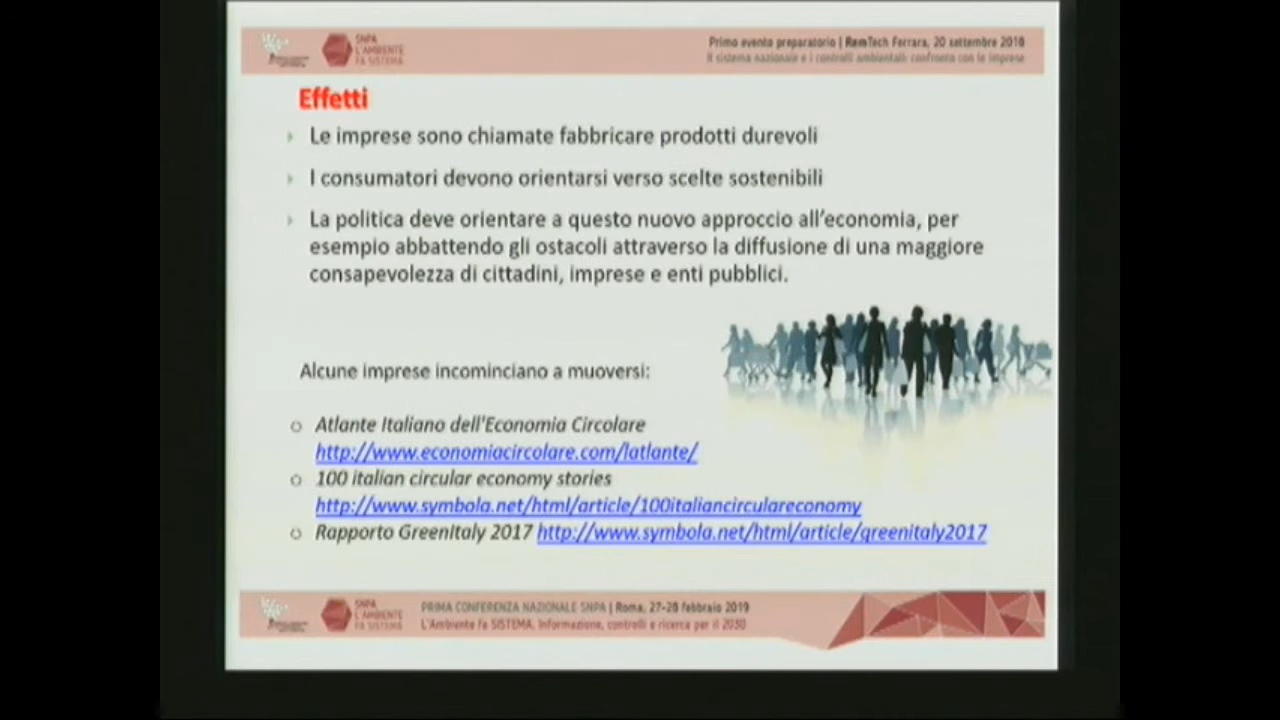 SNPA
L'AMBIENTE
FA SISTEMA
Primo evento preparatorio | RemTech Ferrara, 20 settembre 2018
Il sistema nazionale e i controlli ambientali: confronto con le imprese
Effetti
Le imprese sono chiamate fabbricare prodotti durevoli
I consumatori devono orientarsi verso scelte sostenibili
La politica deve orientare a questo nuovo approccio all'economia, per
esempio abbattendo gli ostacoli attraverso la diffusione di una maggiore
consapevolezza di cittadini, imprese e enti pubblici.
Alcune imprese incominciano a muoversi:
Atlante Italiano dell'Economia Circolare
http://www.economiacircolare.com/latlante/
100 italian circular economy stories
http://www.symbola.net/html/article/100italiancirculareconomy
Rapporto GreenItaly 2017 http://www.symbola.net/html/article/greenitaly2017
SNPA
L'AMBIENTE
FA SISTEMA
PRIMA CONFERENZA NAZIONALE SNPA | Roma, 27-28 febbraio 2019
L'Ambiente fa SISTEMA. Informazione, controlli e ricerca per il 2030